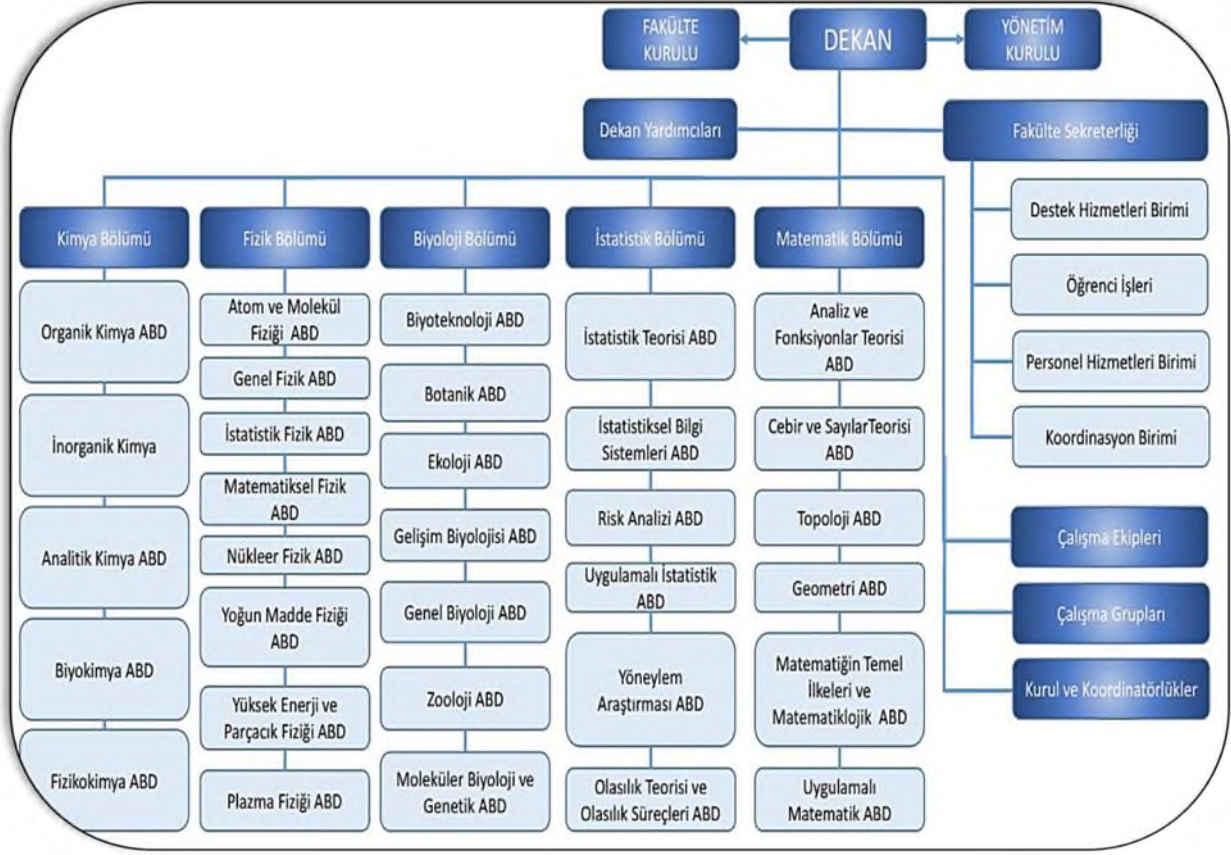 FAKÜLTE
KURULU
DEKAN
YÖNETİM
KURULU
Dekan Yardımcıları
Fakülte Sekreterliği
Destek Hizmetleri Birimi
Öğrenci İşleri
Personel Hizmetleri Birimi
Koordinasyon Birimi
Çalışma Ekipleri
Çalışma Grupları
Kurul ve Koordinatörlükler
Kimya Bölümü
Organik Kimya ABD
İnorganik Kimya
Analitik Kimya ABD
Biyokimya ABD
Fizikokimya ABD
Fizik Bölümü
Atom ve Molekül
Fiziği ABD
Genel Fizik ABD
İstatistik Fizik ABD
Matematiksel Fizik
ABD
Nükleer Fizik ABD
Yoğun Madde Fiziği
ABD
Yüksek Enerji ve
Parçacık Fiziği ABD
Plazma Fiziği ABD
Biyoloji Bölümü
Biyoteknoloji ABD
Botanik ABD
Ekoloji ABD
Gelişim Biyolojisi ABD
Genel Biyoloji ABD
Zooloji ABD
Moleküler Biyoloji ve
Genetik ABD
İstatistik Bölümü
İstatistik Teorisi ABD
İstatistiksel Bilgi
Sistemleri ABD
Risk Analizi ABD
Uygulamalı İstatistik
ABD
Yöneylem
Araştırması ABD
Olasılık Teorisi ve
Olasılık Süreçleri ABD
Matematik Bölümü
Analiz ve
Fonksiyonlar Teorisi
ABD
Cebir ve SayılarTeorisi
ABD
Topoloji ABD
Geometri ABD
Matematiğin Temel
İlkeleri ve
Matematiklojik ABD
Uygulamalı
Matematik ABD